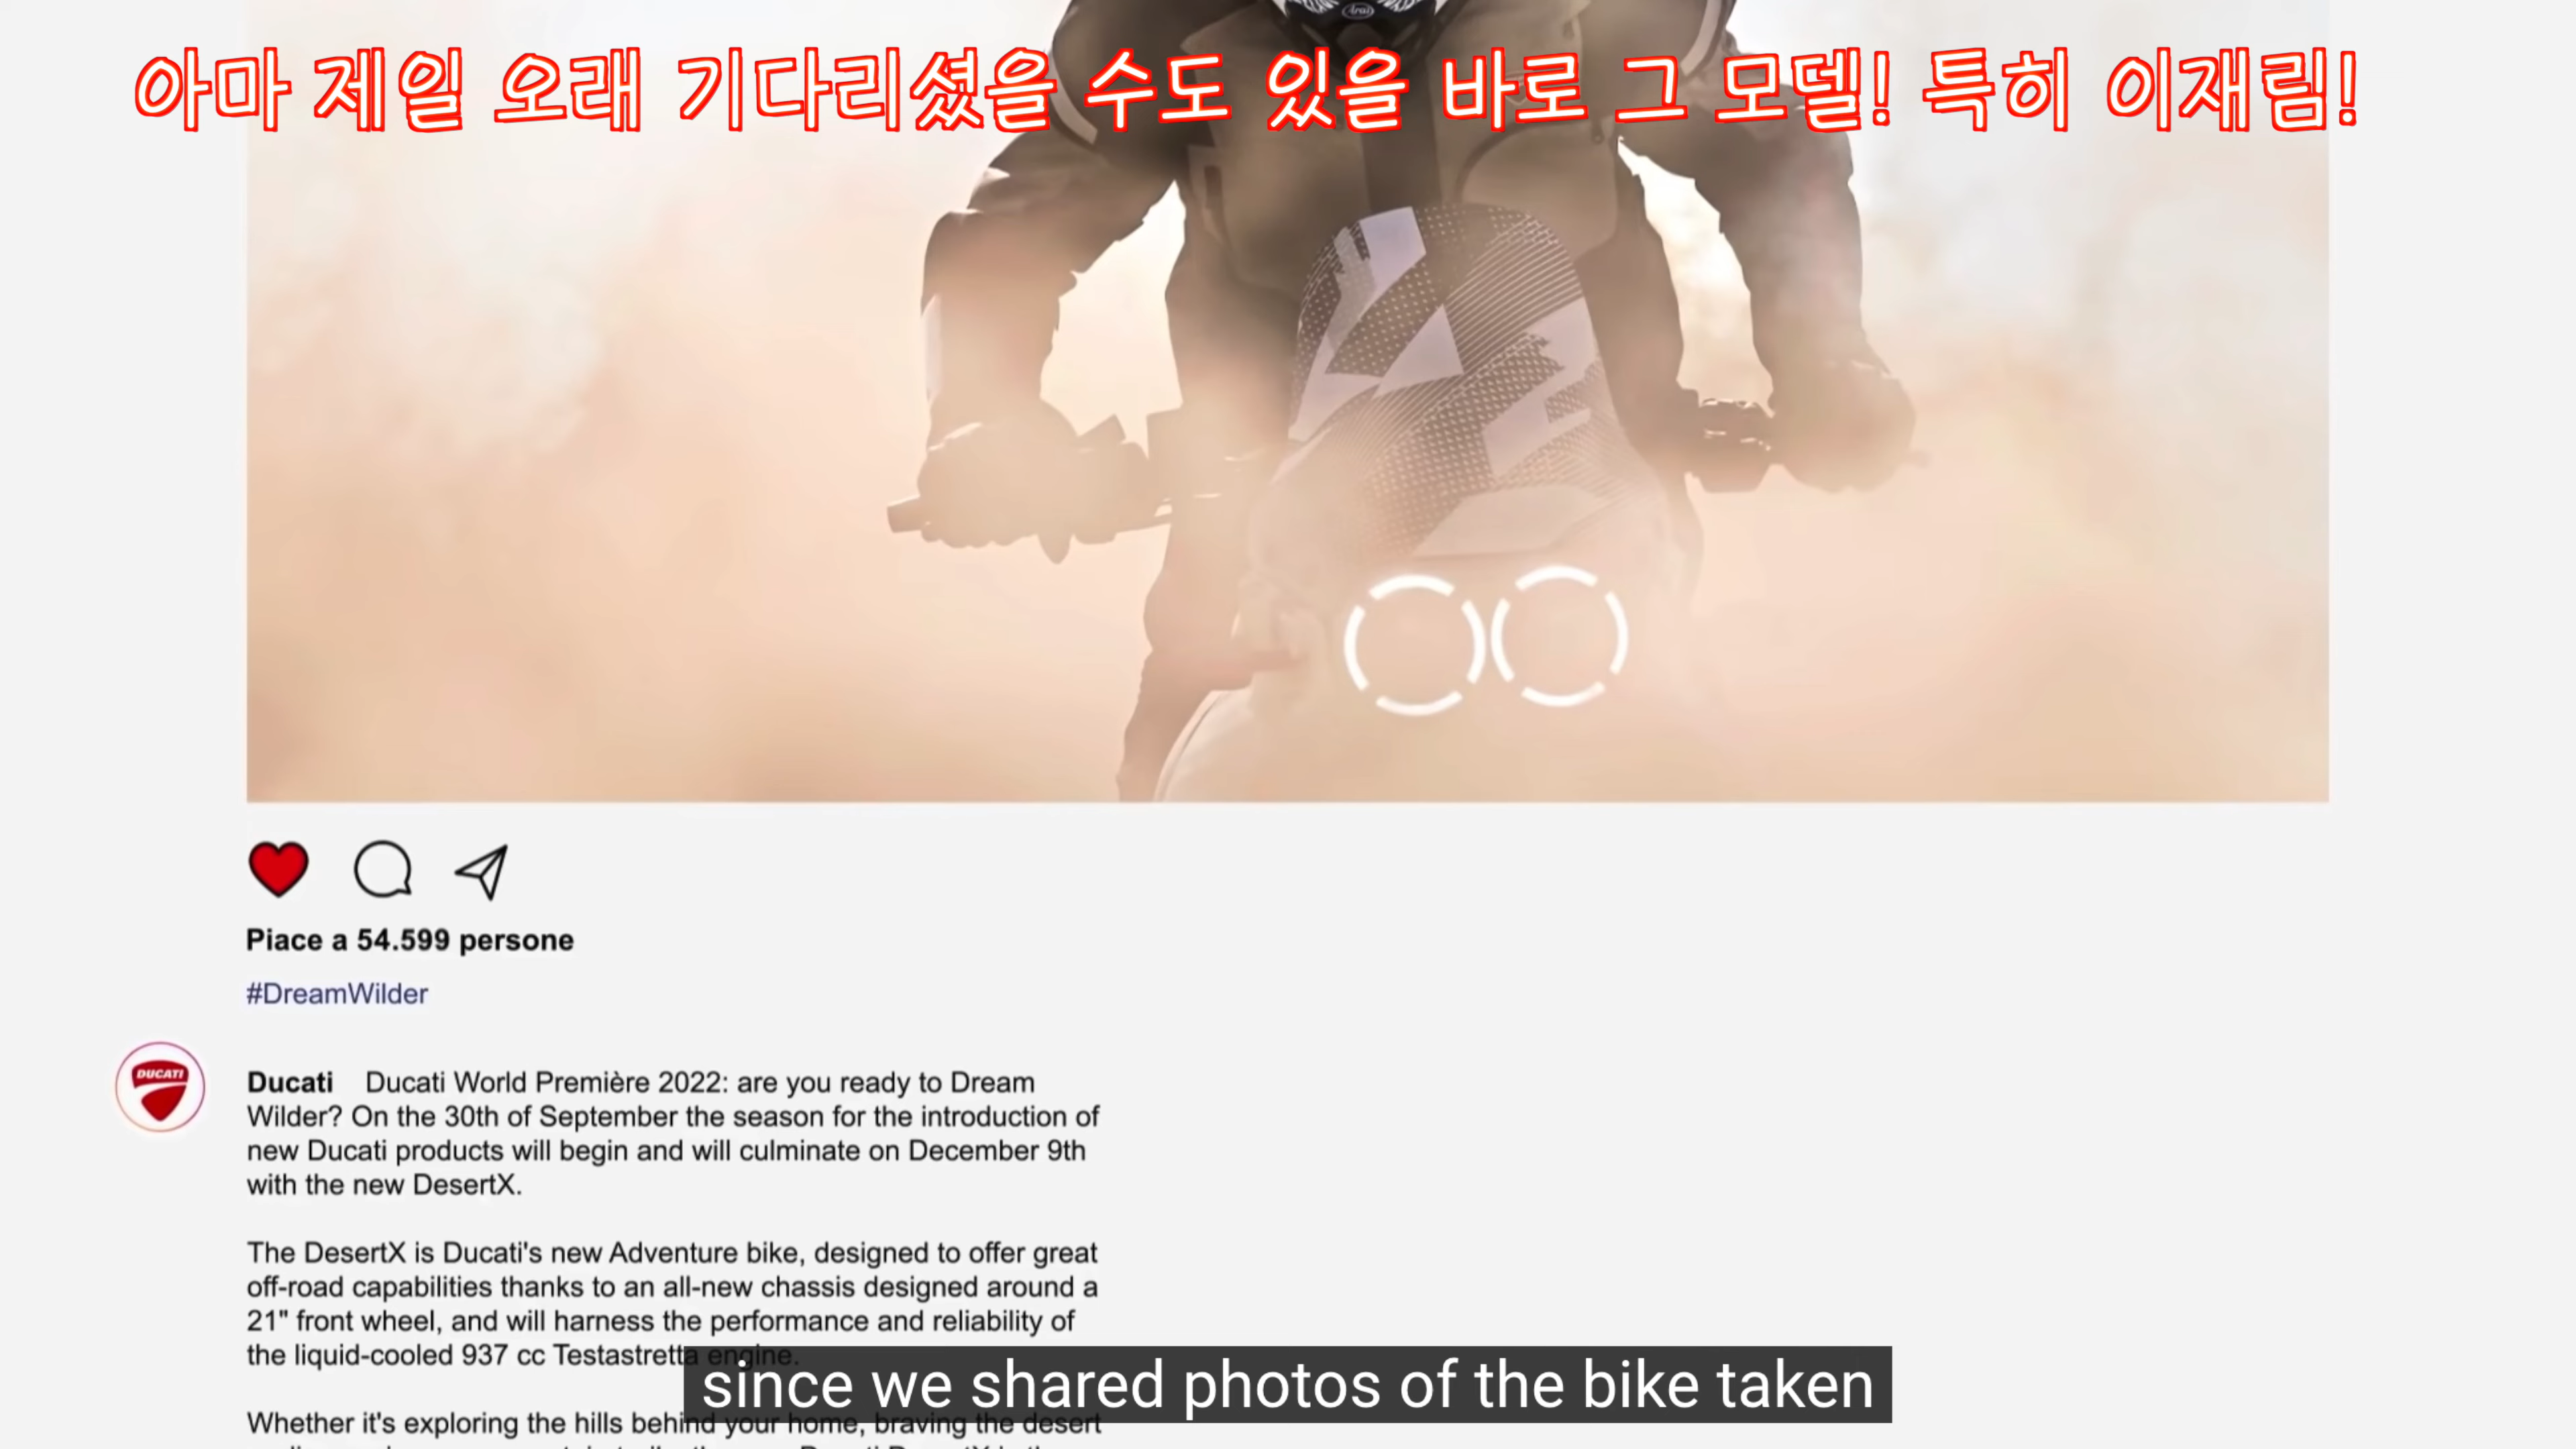 Arai
아마 제일 오래 기다리셨을 수도 있을 바로 그 모델! 특히 이재림!
Piace a 54.599 persone
#DreamWilder
DUCATI
Ducati Ducati World Première 2022: are you ready to Dream
Wilder? On the 30th of September the season for the introduction of
new Ducati products will begin and will culminate on December 9th
with the new DesertX.
The DesertX is Ducati's new Adventure bike, designed to offer great
off-road capabilities thanks to an all-new chassis designed around a
21" front wheel, and will harness the performance and reliability of
the liquid-cooled 937 cc Testastretta engine.
since we shared photos of the bike taken
Whether it's exploring the hills behind your home, braving the desert